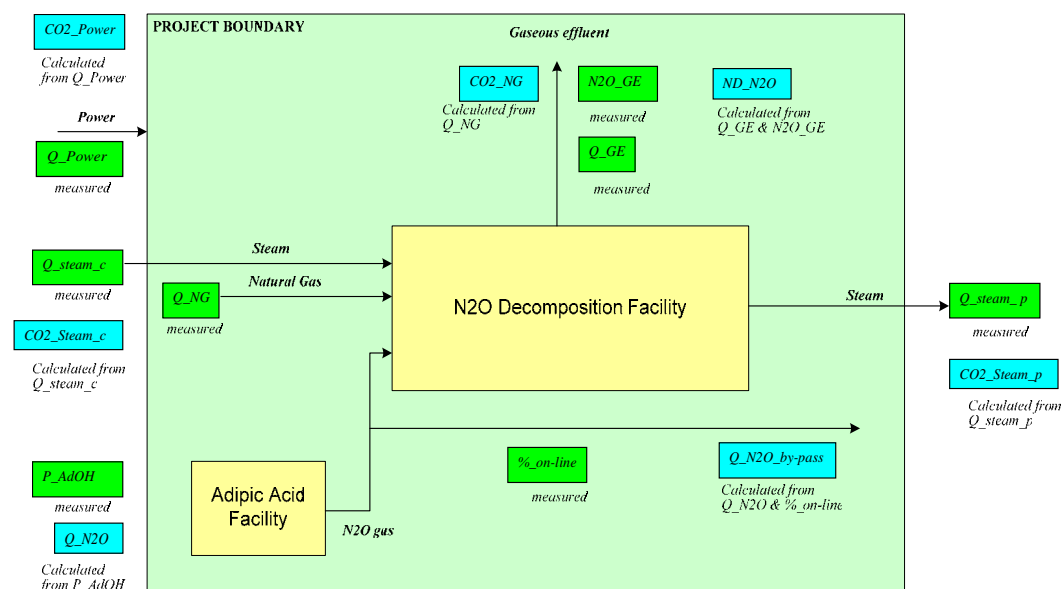 CO2_Power
Calculated
from Q_Power
Power
Q_Power
measured
Q_steam_c
measured
CO2_Steam_c
Calculated from
Q_steam_c
P_AdOH
measured
Q_N2O
Calculated
from P_AdOH
PROJECT BOUNDARY
Gaseous effluent
CO2_NG
Calculated from
Q_NG
N2O_GE
measured
Q_GE
measured
ND_N2O
Calculated from
Q_GE & N2O_GE
Steam
Natural Gas
Q_NG
measured
N2O Decomposition Facility
Steam
Q_steam_p
measured
CO2_Steam_p
Calculated from
Q_steam_p
Adipic Acid
Facility
N2O gas
%_on-line
measured
Q_N2O_by-pass
Calculated from
Q_N2O & %_on-line